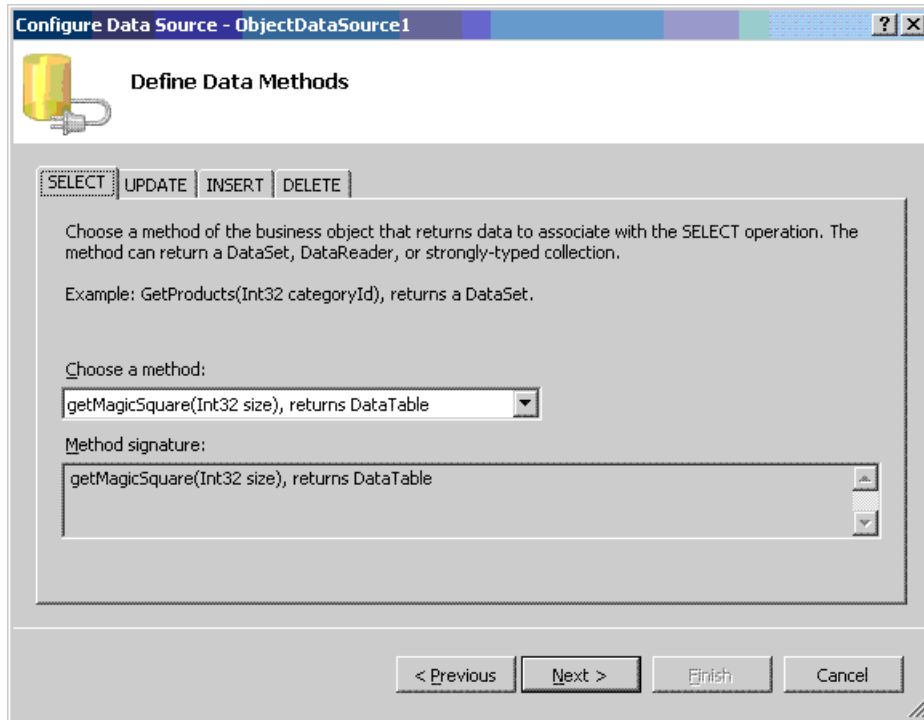 Configure Data Source - ObjectDataSource1
Define Data Methods
SELECT UPDATE INSERT DELETE
Choose a method of the business object that returns data to associate with the SELECT operation. The
method can return a DataSet, DataReader, or strongly-typed collection.
Example: GetProducts(Int32 categoryId), returns a DataSet.
Choose a method:
getMagicSquare(Int32 size), returns DataTable
Method signature:
getMagicSquare(Int32 size), returns DataTable
< Previous Next > Finish Cancel